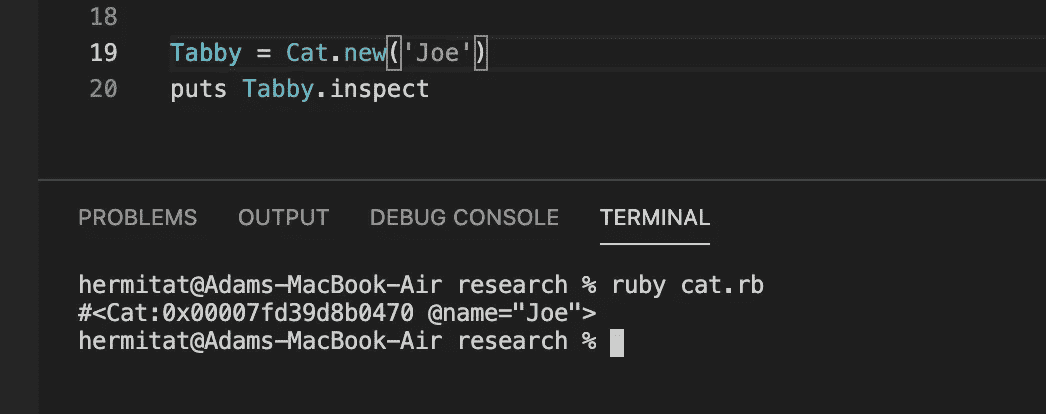 18
19 Tabby = Cat.new('Joe')
20 puts Tabby.inspect
PROBLEMS OUTPUT DEBUG CONSOLE TERMINAL
hermitat@Adams-MacBook-Air research % ruby cat.rb
#<Cat:0x00007fd39d8b0470 @name="Joe">
hermitat@Adams-MacBook-Air research %